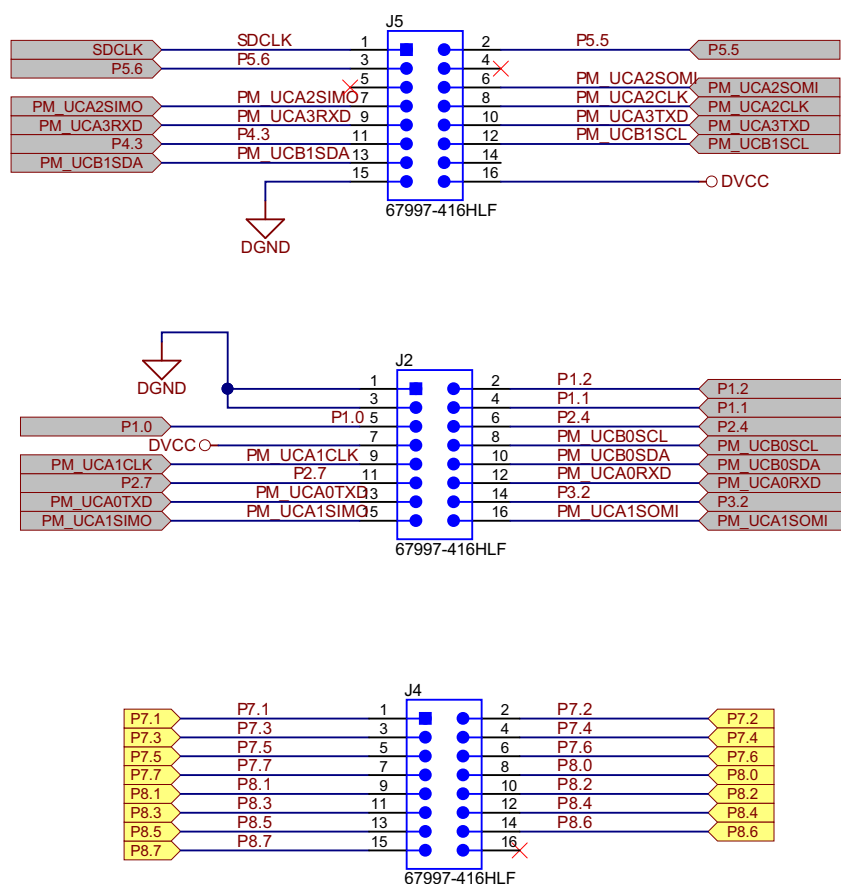 J5
SDCLK SDCLK 1 2 P5.5 P5.5
P5.6 P5.6 3 4
5 6 PM_UCA2SOMI PM_UCA2SOMI
PM_UCA2SIMO PM_UCA2SIMO 7 8 PM_UCA2CLK PM_UCA2CLK
PM_UCA3RXD PM_UCA3RXD 9 10 PM_UCA3TXD PM_UCA3TXD
P4.3 P4.3 11 12 PM_UCB1SCL PM_UCB1SCL
PM_UCB1SDA PM_UCB1SDA 13 14
15 16 DVCC
67997-416HLF
DGND
J2
DGND
1 2 P1.2 P1.2
3 4 P1.1 P1.1
P1.0 P1.0 5 6 P2.4 P2.4
DVCC 7 8 PM_UCB0SCL PM_UCB0SCL
PM_UCA1CLK PM_UCA1CLK 9 10 PM_UCB0SDA PM_UCB0SDA
P2.7 P2.7 11 12 PM_UCA0RXD PM_UCA0RXD
PM_UCA0TXD PM_UCA0TXD 13 14 P3.2 P3.2
PM_UCA1SIMO PM_UCA1SIMO 15 16 PM_UCA1SOMI PM_UCA1SOMI
67997-416HLF
J4
P7.1 P7.1 1 2 P7.2 P7.2
P7.3 P7.3 3 4 P7.4 P7.4
P7.5 P7.5 5 6 P7.6 P7.6
P7.7 P7.7 7 8 P8.0 P8.0
P8.1 P8.1 9 10 P8.2 P8.2
P8.3 P8.3 11 12 P8.4 P8.4
P8.5 P8.5 13 14 P8.6 P8.6
P8.7 P8.7 15 16
67997-416HLF